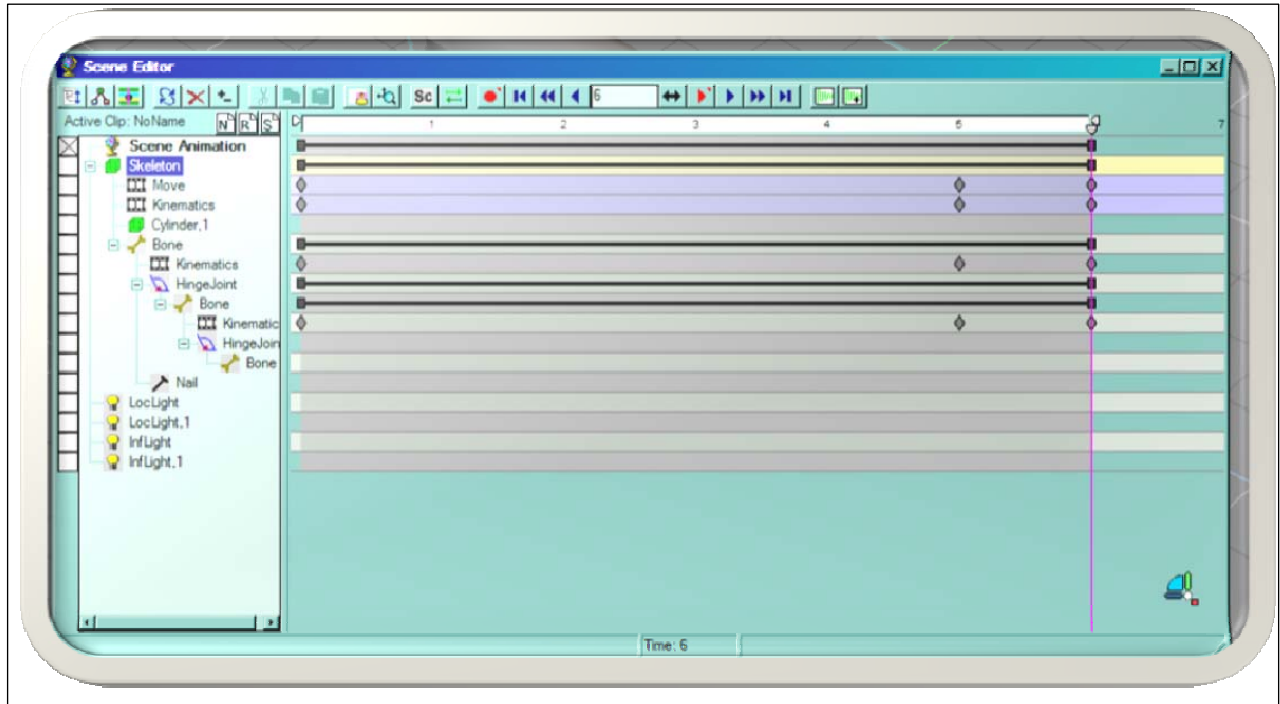 Scene Editor
Sc 6
Active Clip: NoName N R S 1 2 3 4 5 7
Scene Animation
Skeleton
Move
Kinematics
Cylinder,1
Bone
Kinematics
HingeJoint
Bone
Kinematic
HingeJoin
Bone
Nail
LocLight
LocLight,1
InfLight
InfLight,1
Time: 6